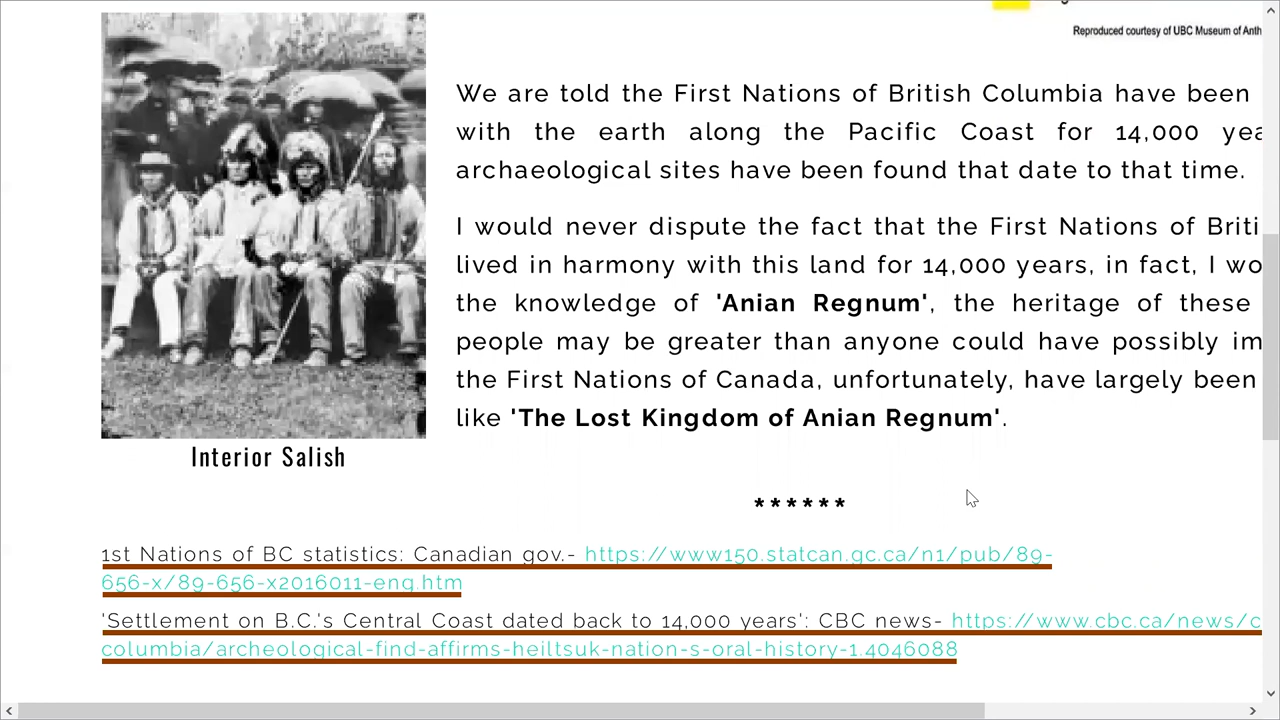 Reproduced courtesy of UBC Museum of Anth
We are told the First Nations of British Columbia have been
with the earth along the Pacific Coast for 14,000 yea
archaeological sites have been found that date to that time.
I would never dispute the fact that the First Nations of Briti
lived in harmony with this land for 14,000 years, in fact, I wo
the knowledge of 'Anian Regnum', the heritage of these
people may be greater than anyone could have possibly im
the First Nations of Canada, unfortunately, have largely been
like 'The Lost Kingdom of Anian Regnum'.
Interior Salish
******
1st Nations of BC statistics: Canadian gov.- https://www150.statcan.gc.ca/n1/pub/89-
656-x/89-656-x2016011-eng.htm
'Settlement on B.C.'s Central Coast dated back to 14,000 years': CBC news- https://www.cbc.ca/news/c
columbia/archeological-find-affirms-heiltsuk-nation-s-oral-history-1.4046088